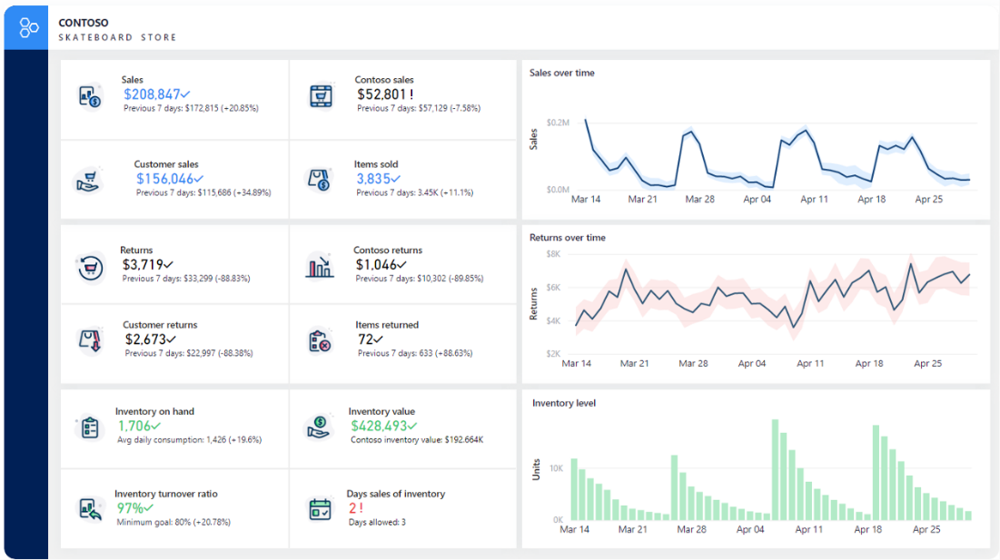 CONTOSO
SKATEBOARD STORE
Sales
$208,847✓
Previous 7 days: $172,815 (+20.85%)
Contoso sales
$52,801 !
Previous 7 days: $57,129 (-7.58%)
Customer sales
$156,046✓
Previous 7 days: $115,686 (+34.89%)
Items sold
3,835✓
Previous 7 days: 3.45K (+11.1%)
Returns
$3,719✓
Previous 7 days: $33,299 (-88.83%)
Contoso returns
$1,046✓
Previous 7 days: $10,302 (-89.85%)
Customer returns
$2,673✓
Previous 7 days: $22,997 (-88.38%)
Items returned
72✓
Previous 7 days: 633 (+88.63%)
Inventory on hand
1,706✓
Avg daily consumption: 1,426 (+19.6%)
Inventory value
$428,493✓
Contoso inventory value: $192.664K
Inventory turnover ratio
97%✓
Minimum goal: 80% (+20.78%)
Days sales of inventory
2 !
Days allowed: 3
Sales over time
Sales
$0.2M
$0.0M
Mar 14 Mar 21 Mar 28 Apr 04 Apr 11 Apr 18 Apr 25
Returns over time
Returns
$8K
$6K
$4K
$2K
Mar 14 Mar 21 Mar 28 Apr 04 Apr 11 Apr 18 Apr 25
Inventory level
Units
10K
0K
Mar 14 Mar 21 Mar 28 Apr 04 Apr 11 Apr 18 Apr 25